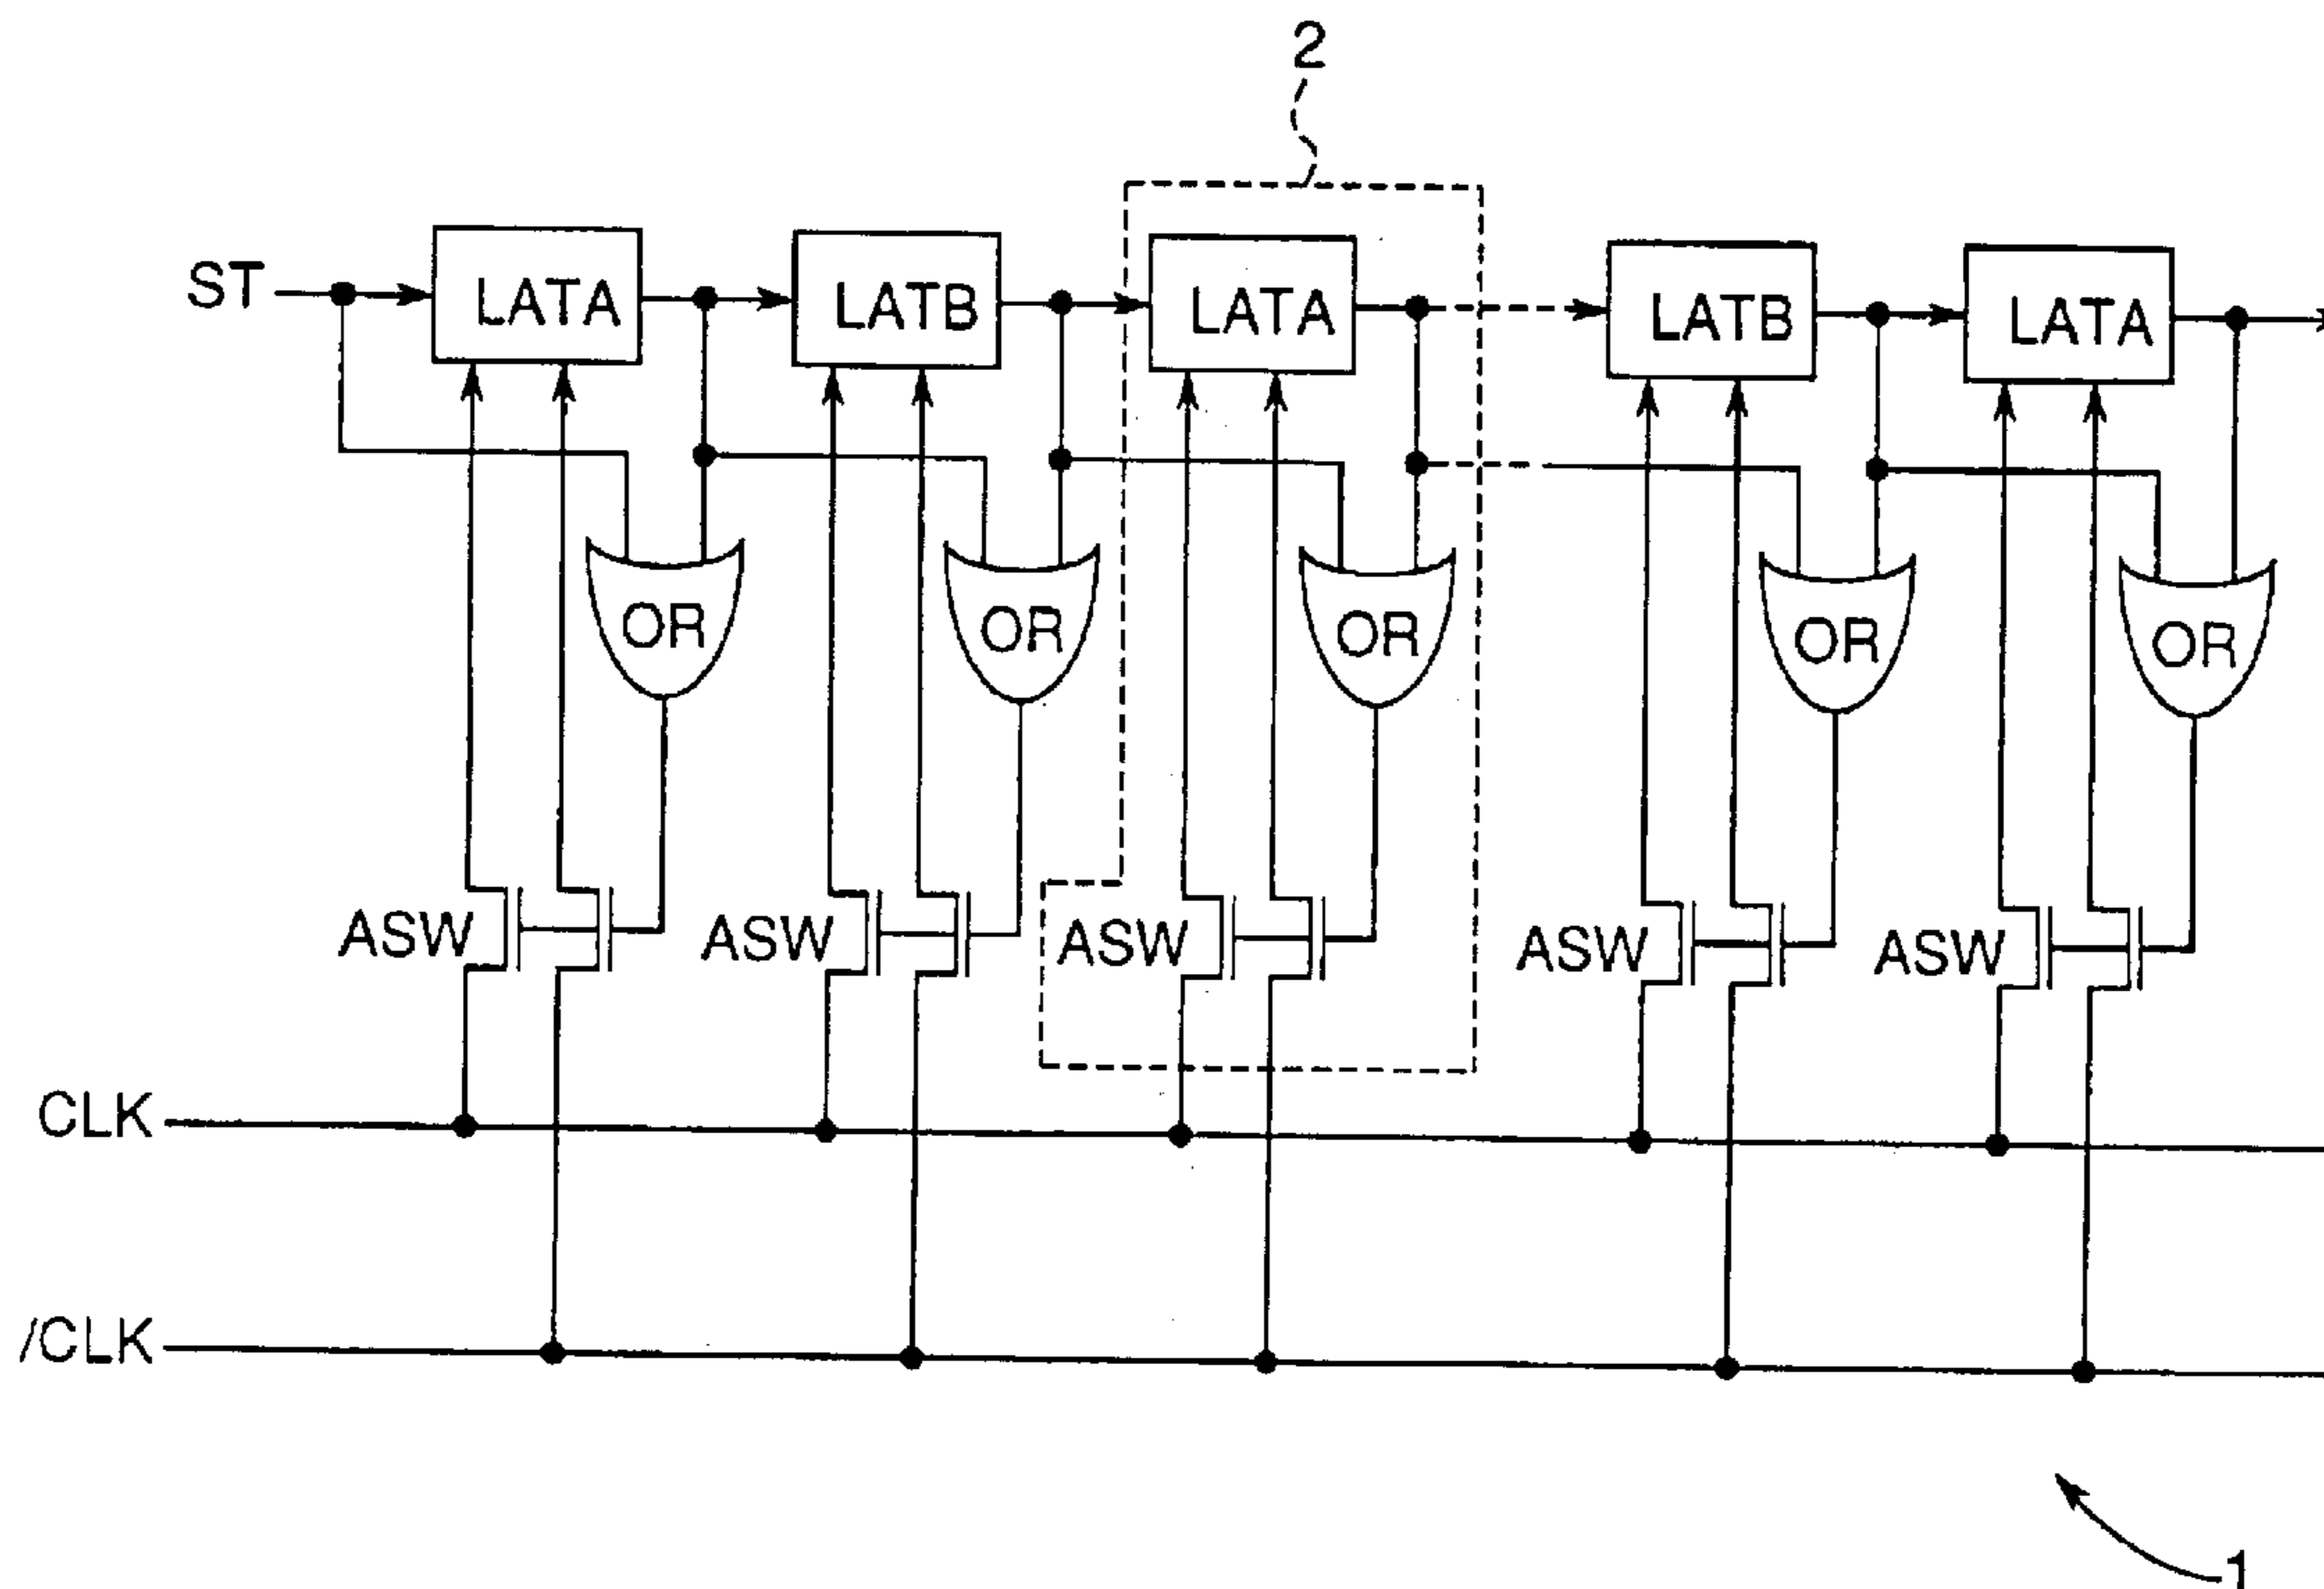 2
ST LATA LATB LATA LATB LATA
OR OR OR OR OR
ASW ASW ASW ASW ASW
CLK
/CLK
1